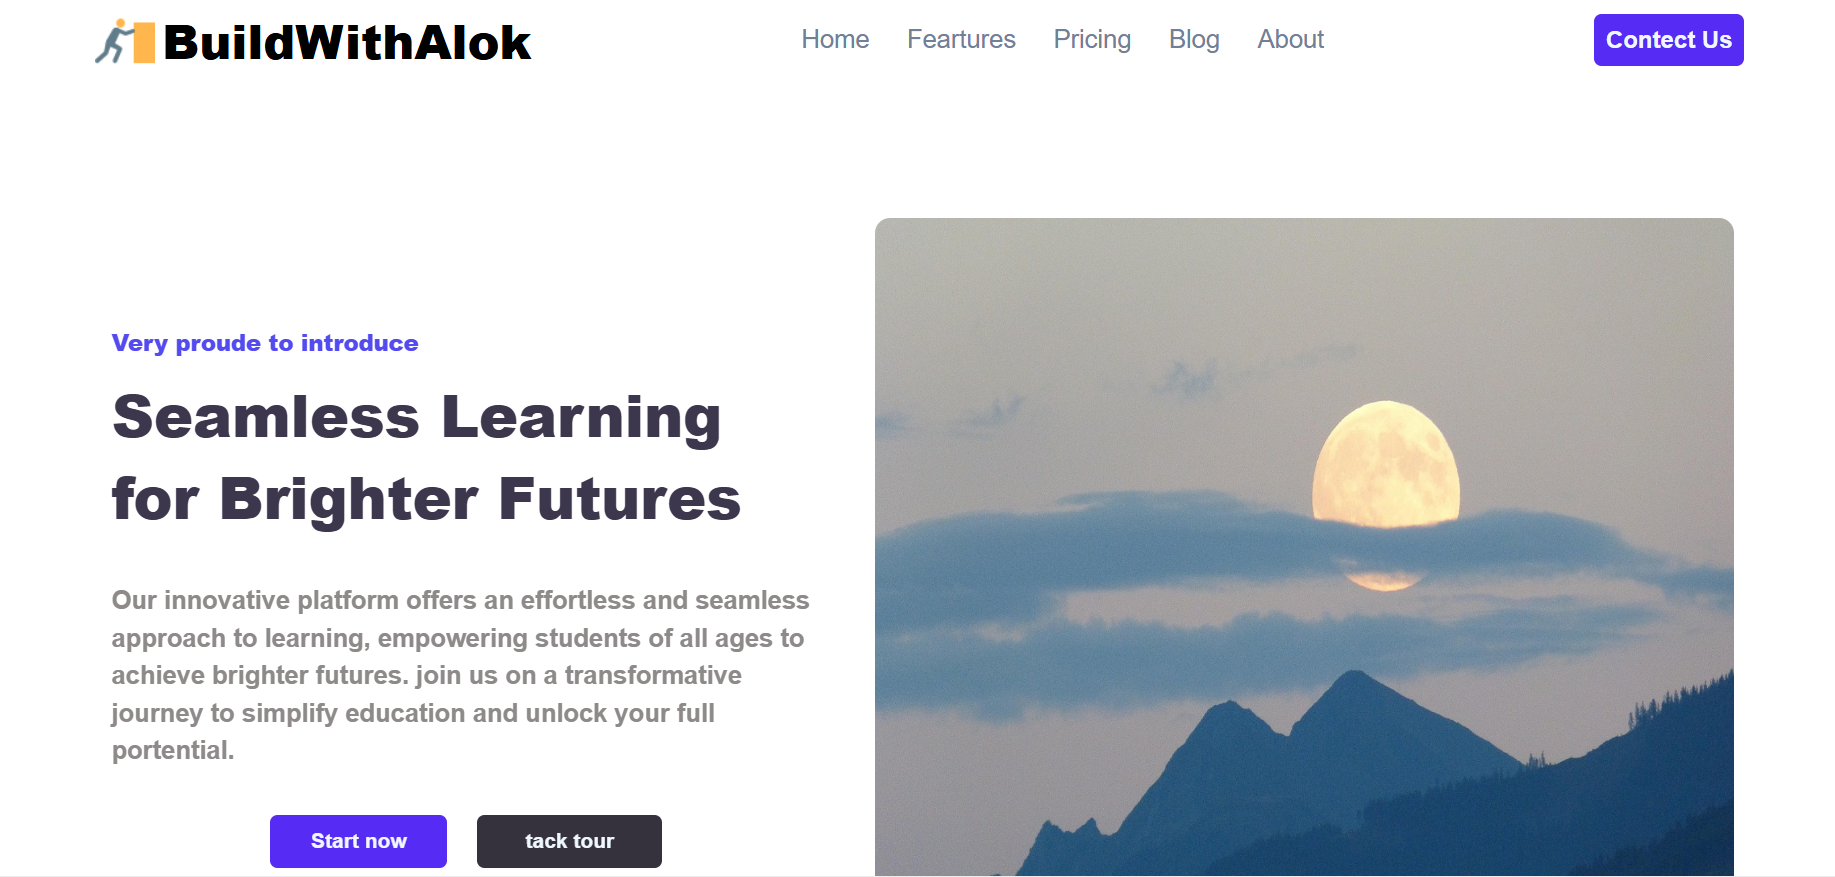 BuildWithAlok
Home Feartures Pricing Blog About
Contect Us
Very proude to introduce
Seamless Learning
for Brighter Futures
Our innovative platform offers an effortless and seamless
approach to learning, empowering students of all ages to
achieve brighter futures. join us on a transformative
journey to simplify education and unlock your full
portential.
Start now
tack tour